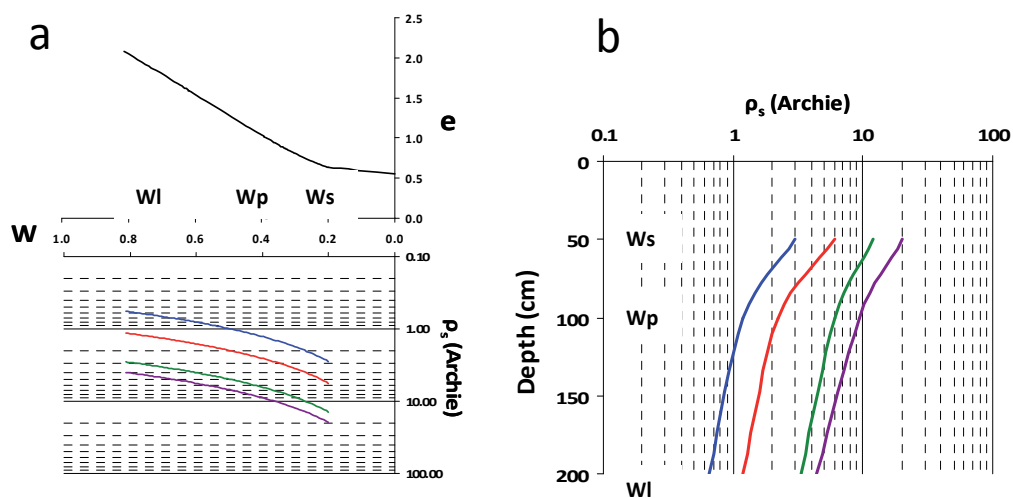 a
2.5
2.0
1.5
e
1.0
0.5
0.0
Wl Wp Ws
W
1.0 0.8 0.6 0.4 0.2 0.0
0.10
1.00
10.00
100.00
ρs (Archie)
b
ρs (Archie)
0.1 1 10 100
0
50
100
150
200
Depth (cm)
Ws
Wp
Wl